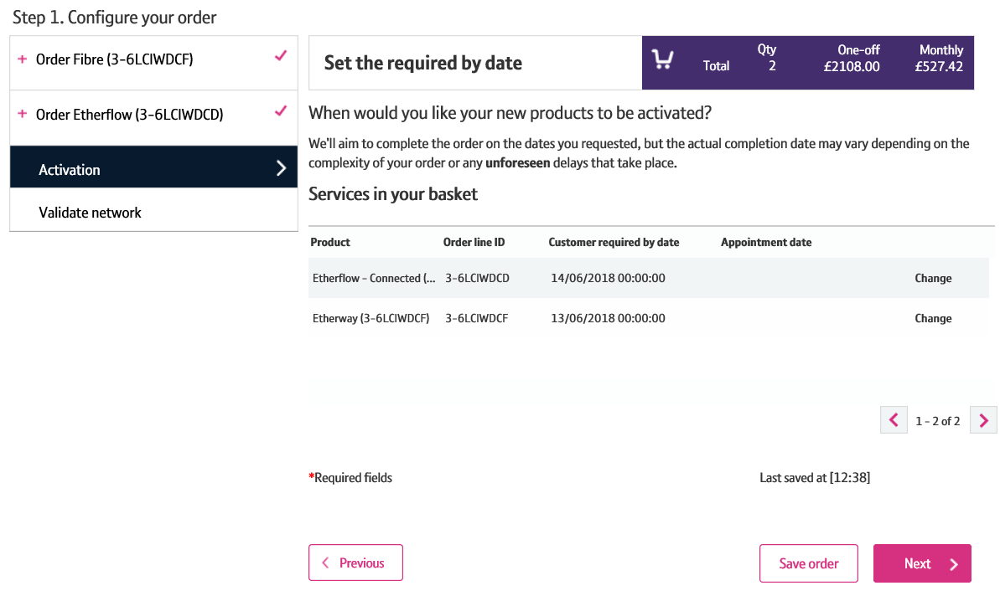 Step 1. Configure your order
+ Order Fibre (3-6LCIWDCF)
+ Order Etherflow (3-6LCIWDCD)
Activation
Validate network
Set the required by date
Qty One-off Monthly
Total 2 £2108.00 £527.42
When would you like your new products to be activated?
We'll aim to complete the order on the dates you requested, but the actual completion date may vary depending on the
complexity of your order or any unforeseen delays that take place.
Services in your basket
Product Order line ID Customer required by date Appointment date
Etherflow - Connected (... 3-6LCIWDCD 14/06/2018 00:00:00 Change
Etherway (3-6LCIWDCF) 3-6LCIWDCF 13/06/2018 00:00:00 Change
1 - 2 of 2
*Required fields Last saved at [12:38]
Previous Save order Next